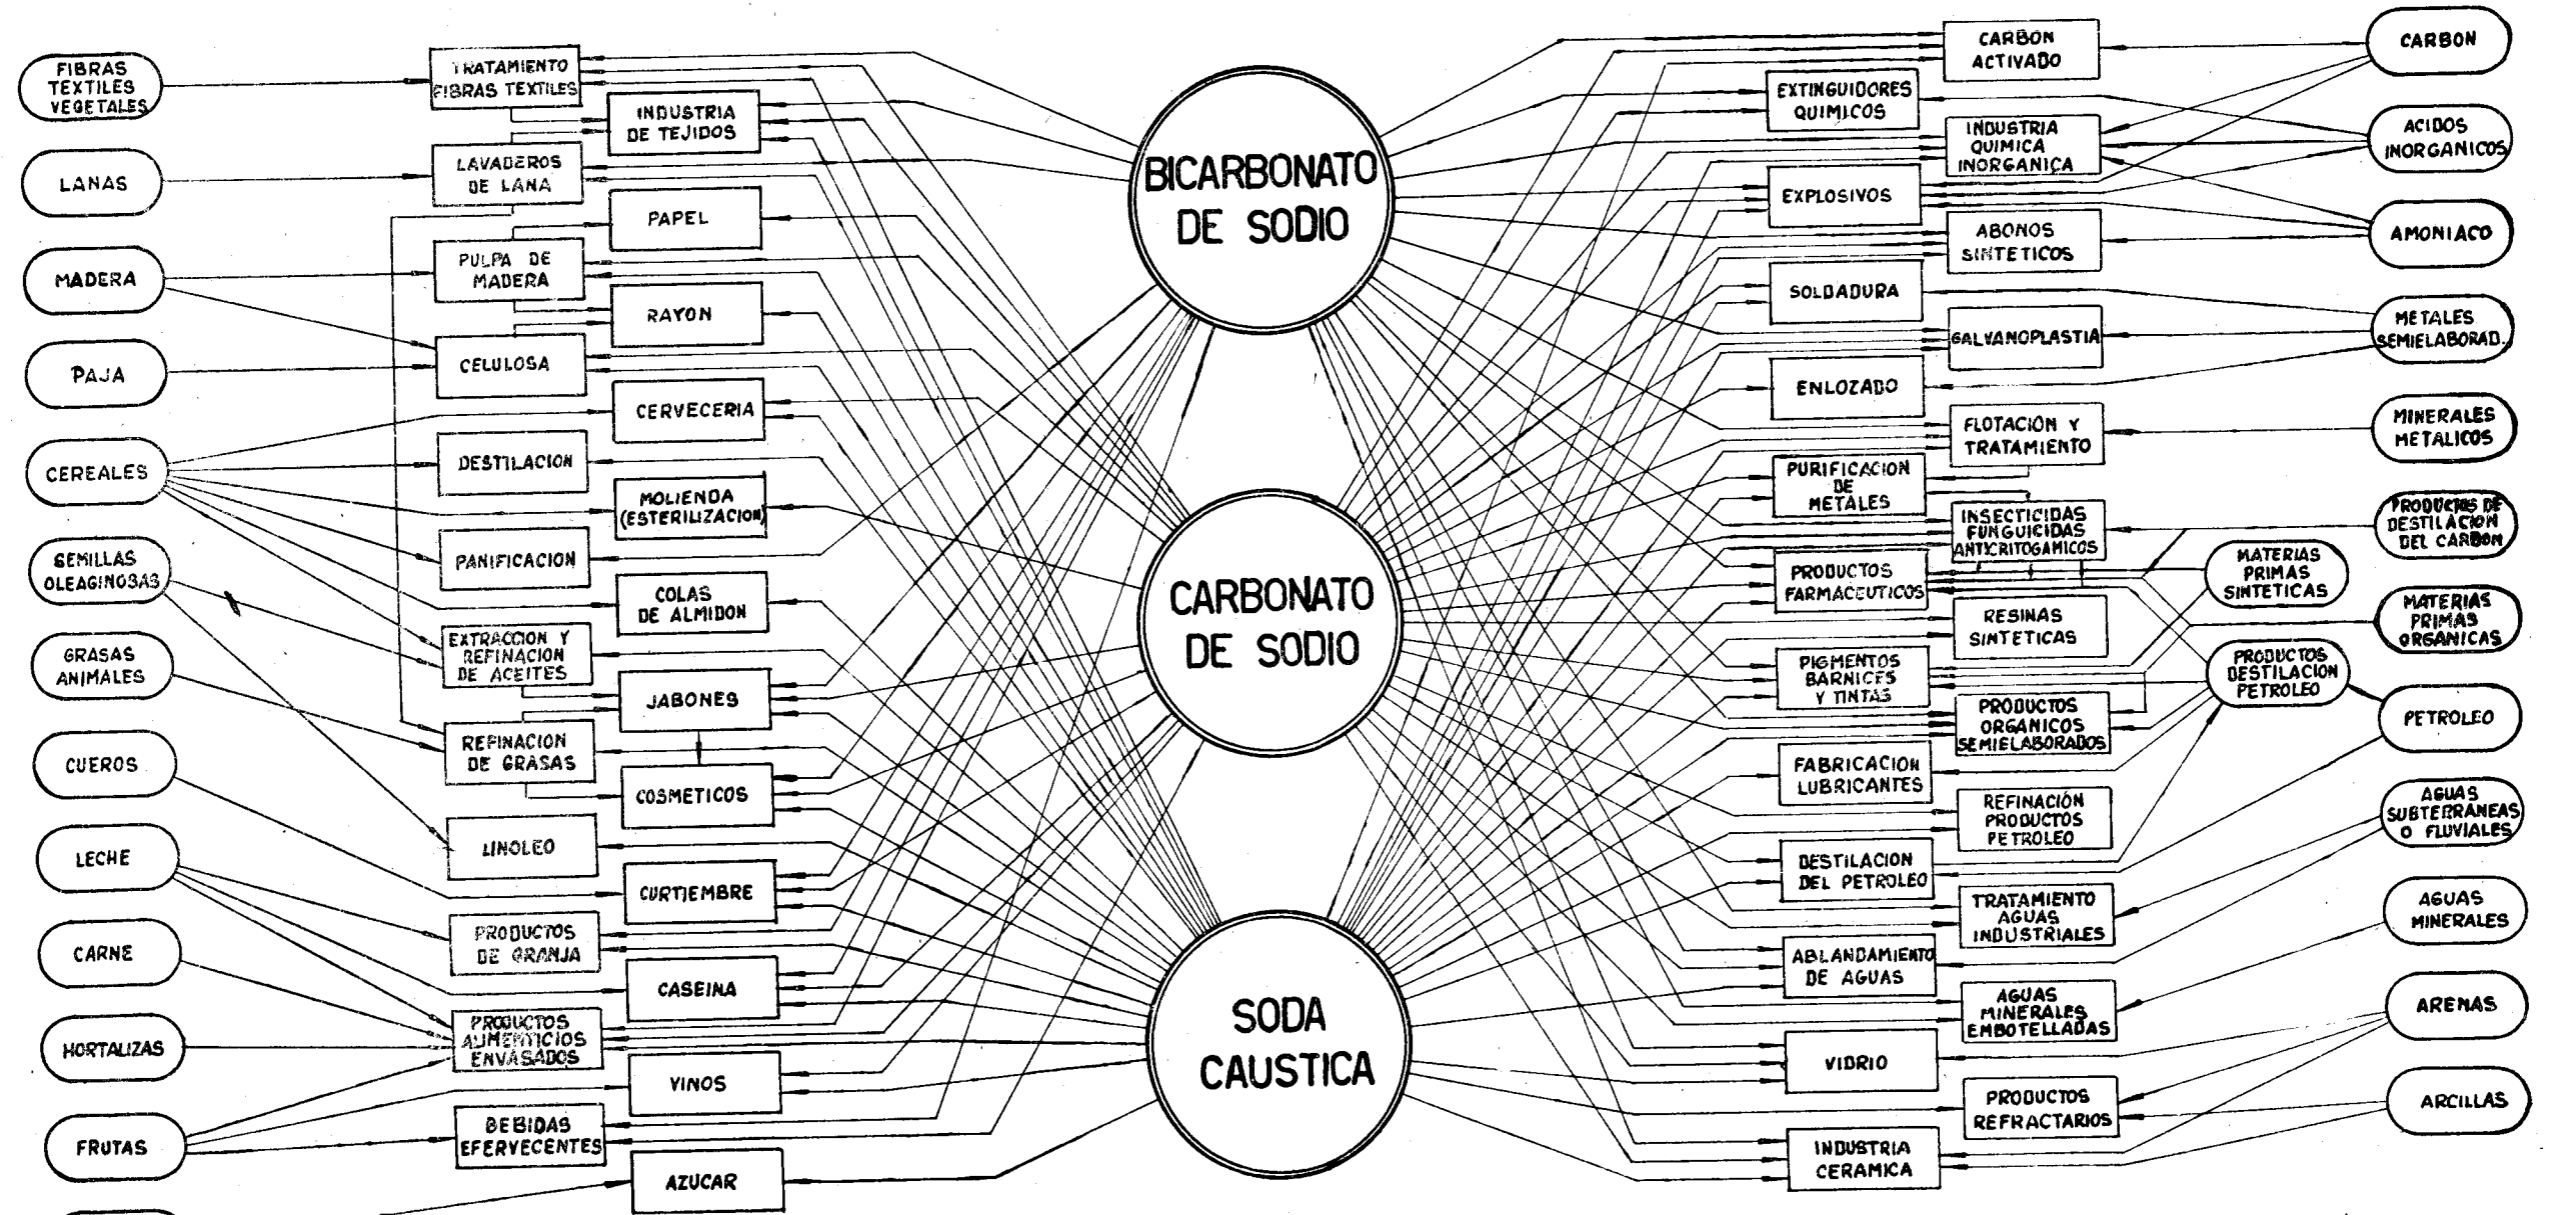 FIBRAS
TEXTILES
VEGETALES
LANAS
MADERA
PAJA
CEREALES
SEMILLAS
OLEAGINOSAS
GRASAS
ANIMALES
CUEROS
LECHE
CARNE
HORTALIZAS
FRUTAS
TRATAMIENTO
FIBRAS TEXTILES
LAVADEROS
DE LANA
PULPA DE
MADERA
CELULOSA
DESTILACION
PANIFICACION
EXTRACCION Y
REFINACION
DE ACEITES
REFINACION
DE GRASAS
LINOLEO
PRODUCTOS
DE GRANJA
PRODUCTOS
ALIMENTICIOS
ENVASADOS
BEBIDAS
EFERVECENTES
INDUSTRIA
DE TEJIDOS
PAPEL
RAYON
CERVECERIA
MOLIENDA
(ESTERILIZACION)
COLAS
DE ALMIDON
JABONES
COSMETICOS
CURTIEMBRE
CASEINA
VINOS
AZUCAR
BICARBONATO
DE SODIO
CARBONATO
DE SODIO
SODA
CAUSTICA
EXTINGUIDORES
QUIMICOS
EXPLOSIVOS
SOLDADURA
ENLOZADO
PURIFICACION
DE
METALES
PRODUCTOS
FARMACEUTICOS
PIGMENTOS
BARNICES
Y TINTAS
FABRICACION
LUBRICANTES
DESTILACION
DEL PETROLEO
ABLANDAMIENTO
DE AGUAS
VIDRIO
INDUSTRIA
CERAMICA
CARBON
ACTIVADO
INDUSTRIA
QUIMICA
INORGANICA
ABONOS
SINTETICOS
GALVANOPLASTIA
FLOTACION Y
TRATAMIENTO
INSECTICIDAS
FUNGUICIDAS
ANTICRITOGAMICOS
RESINAS
SINTETICAS
PRODUCTOS
ORGANICOS
SEMIELABORADOS
REFINACIÓN
PRODUCTOS
PETROLEO
TRATAMIENTO
AGUAS
INDUSTRIALES
AGUAS
MINERALES
EMBOTELLADAS
PRODUCTOS
REFRACTARIOS
MATERIAS
PRIMAS
SINTETICAS
PRODUCTOS
DESTILACION
PETROLEO
CARBON
ACIDOS
INORGANICOS
AMONIACO
METALES
SEMIELABORAD.
MINERALES
METALICOS
PRODUCTOS DE
DESTILACION
DEL CARBON
MATERIAS
PRIMAS
ORGANICAS
PETROLEO
AGUAS
SUBTERRANEAS
O FLUVIALES
AGUAS
MINERALES
ARENAS
ARCILLAS